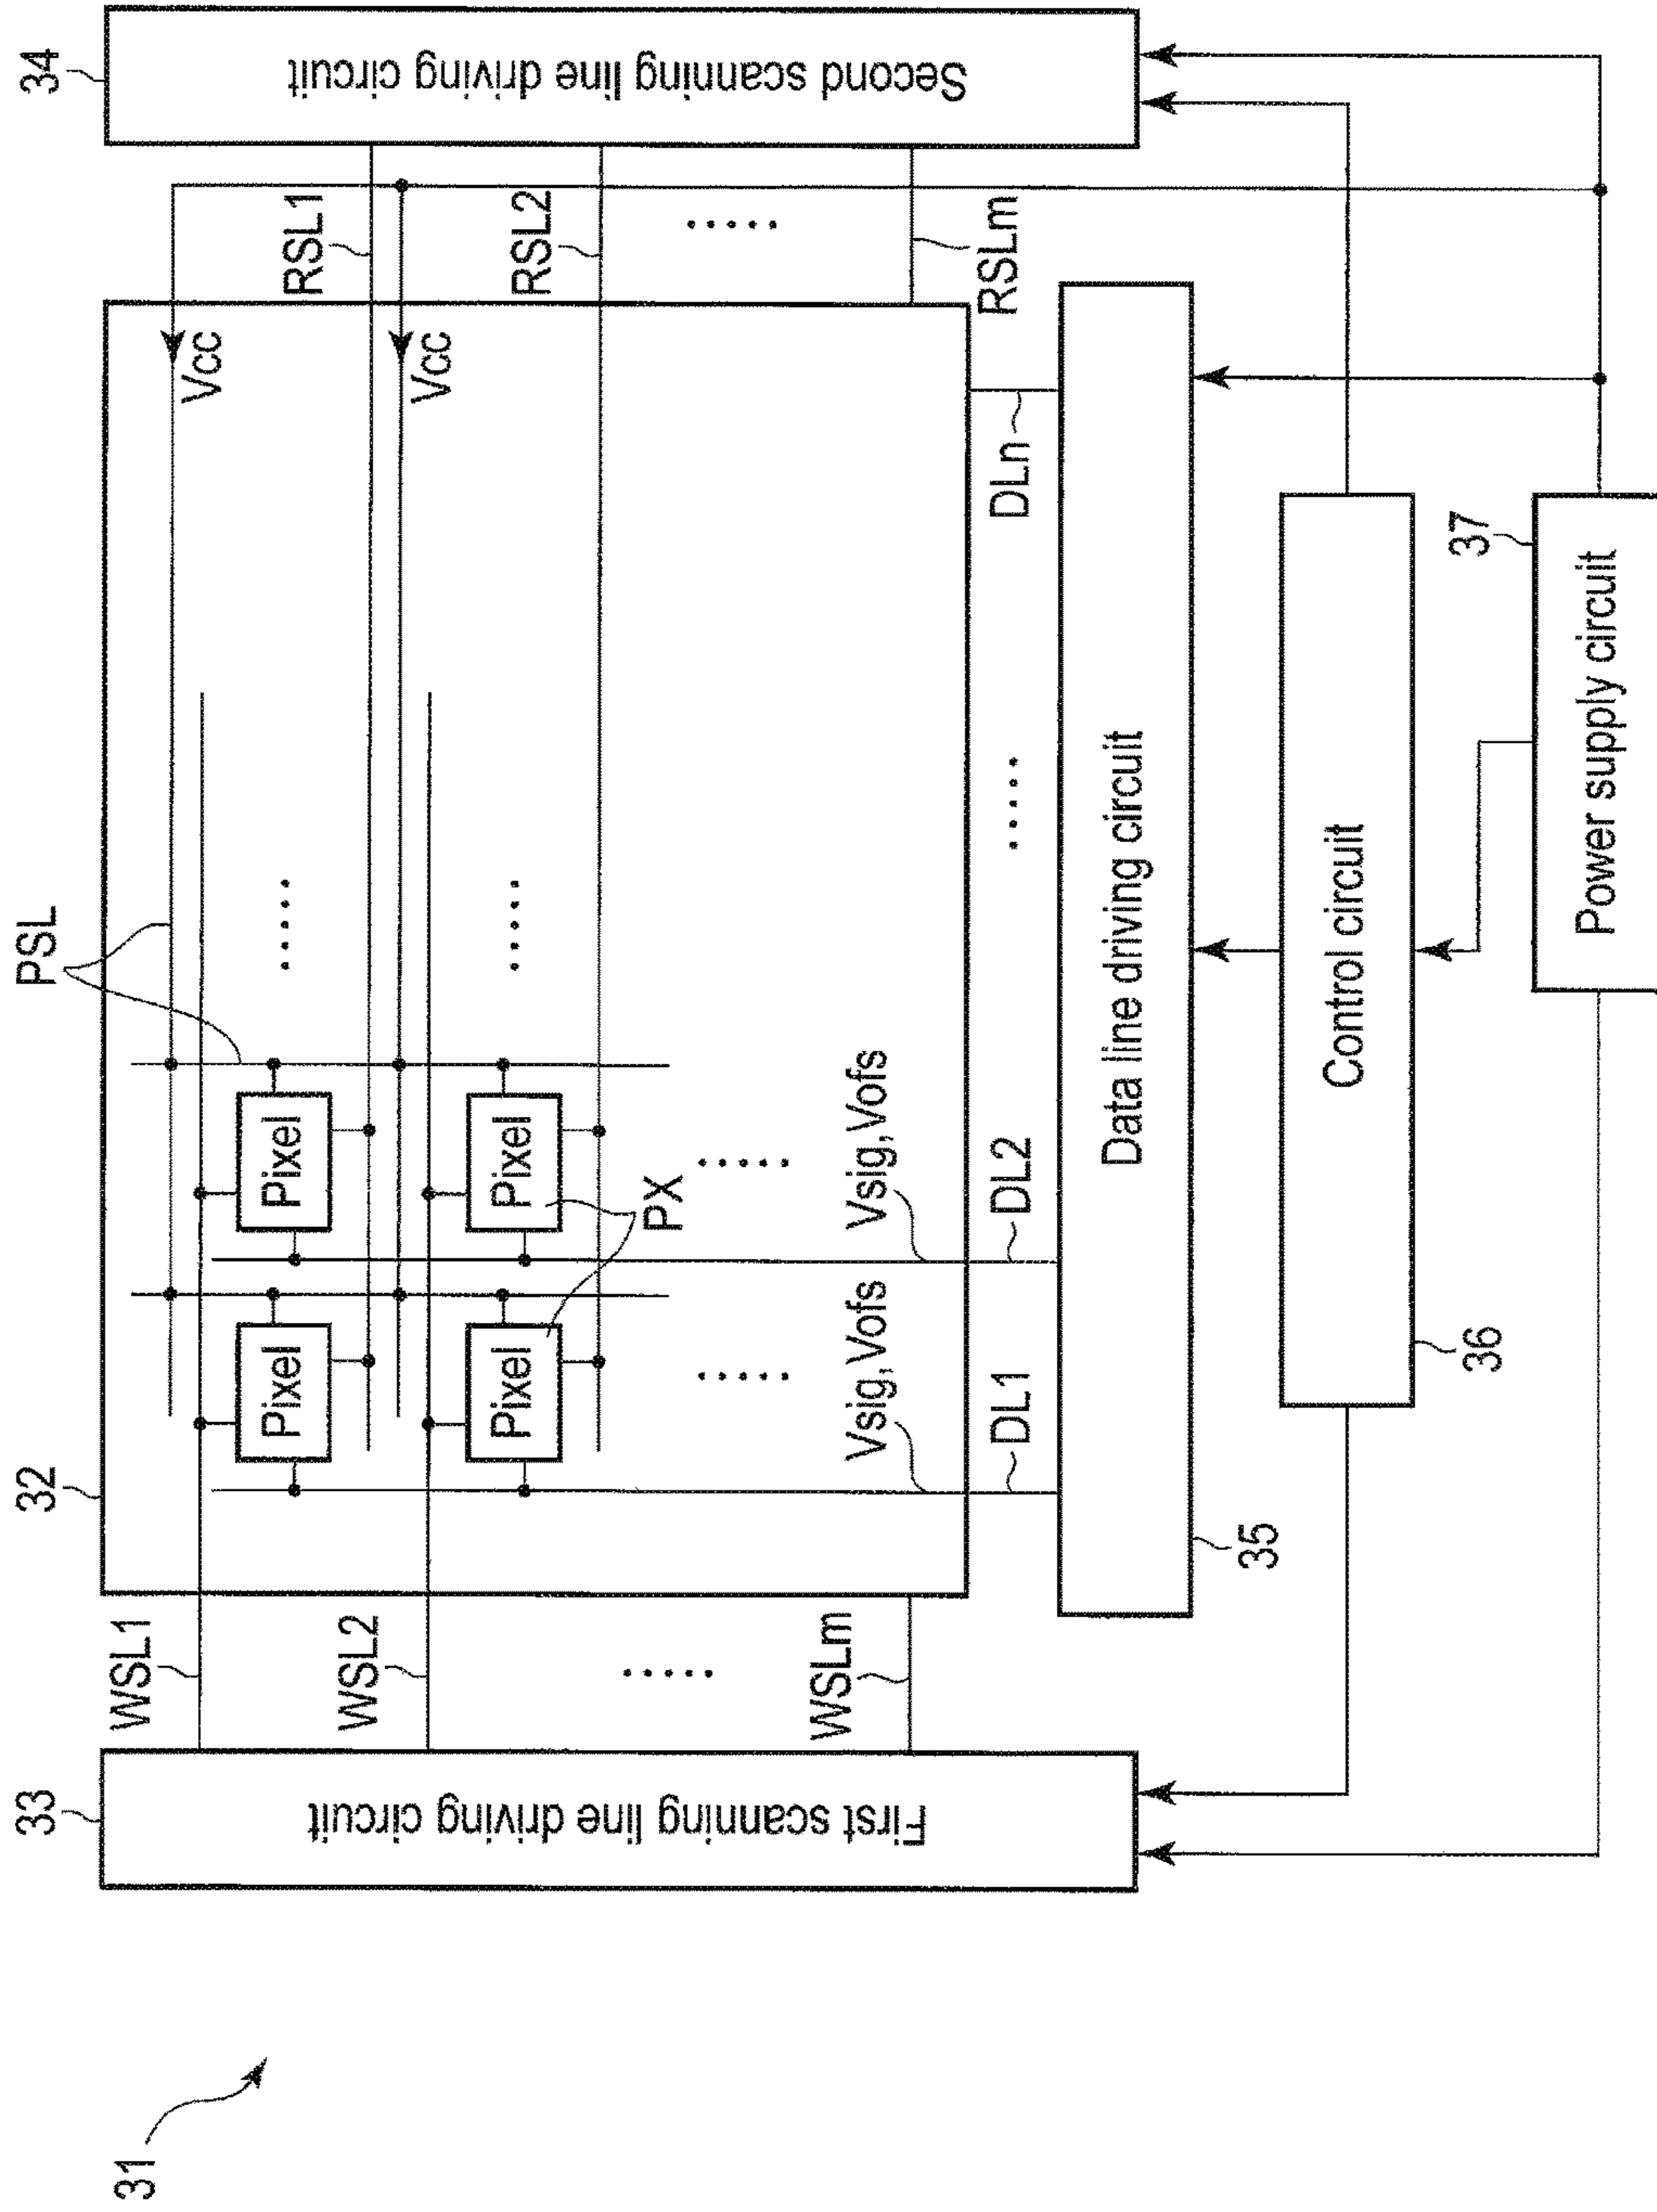 31
33
First scanning line driving circuit
WSL1
WSL2
.....
WSLm
32
PSL
Pixel
Pixel
.....
Vcc
Pixel
Pixel
.....
Vcc
PX
.....
.....
Vsig,Vofs
Vsig,Vofs
DL1
DL2
.....
DLn
34
Second scanning line driving circuit
RSL1
RSL2
.....
RSLm
Data line driving circuit
35
Control circuit
36
Power supply circuit
37